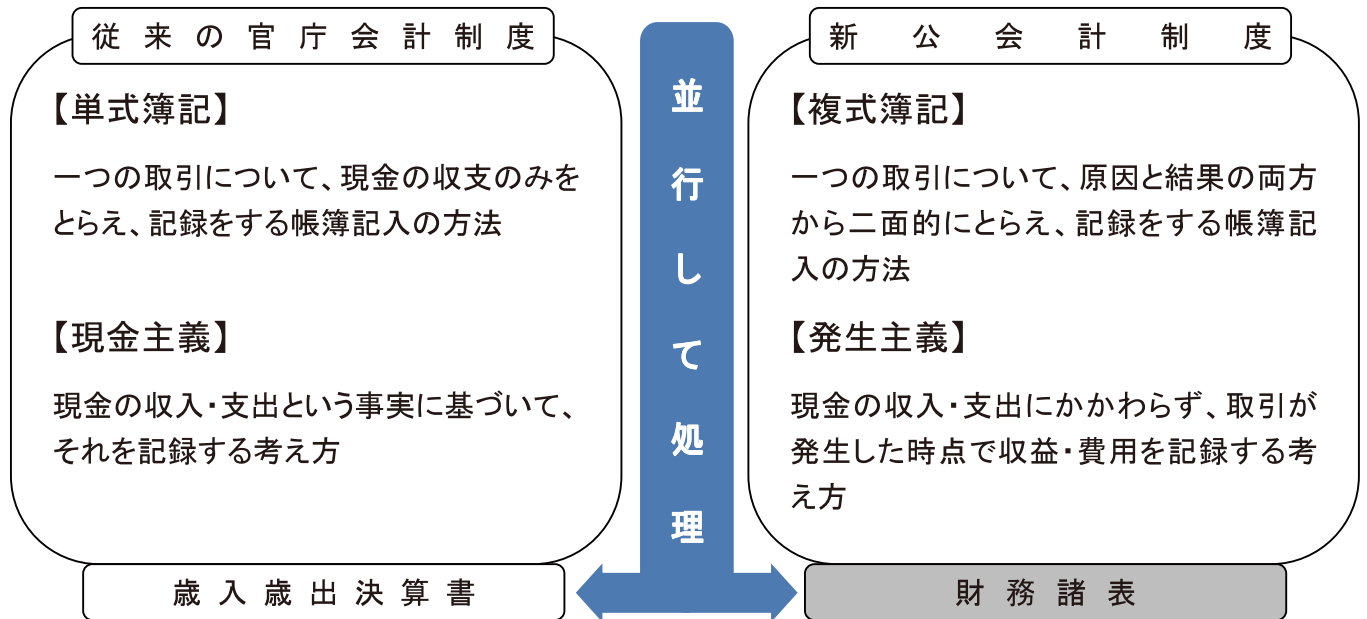 従来の官庁会計制度
【単式簿記】
一つの取引について、現金の収支のみを
とらえ、記録をする帳簿記入の方法
【現金主義】
現金の収入・支出という事実に基づいて、
それを記録する考え方
歳入歳出決算書
並行して処理
新公会計制度
【複式簿記】
一つの取引について、原因と結果の両方
から二面的にとらえ、記録をする帳簿記
入の方法
【発生主義】
現金の収入・支出にかかわらず、取引が
発生した時点で収益・費用を記録する考
え方
財務諸表